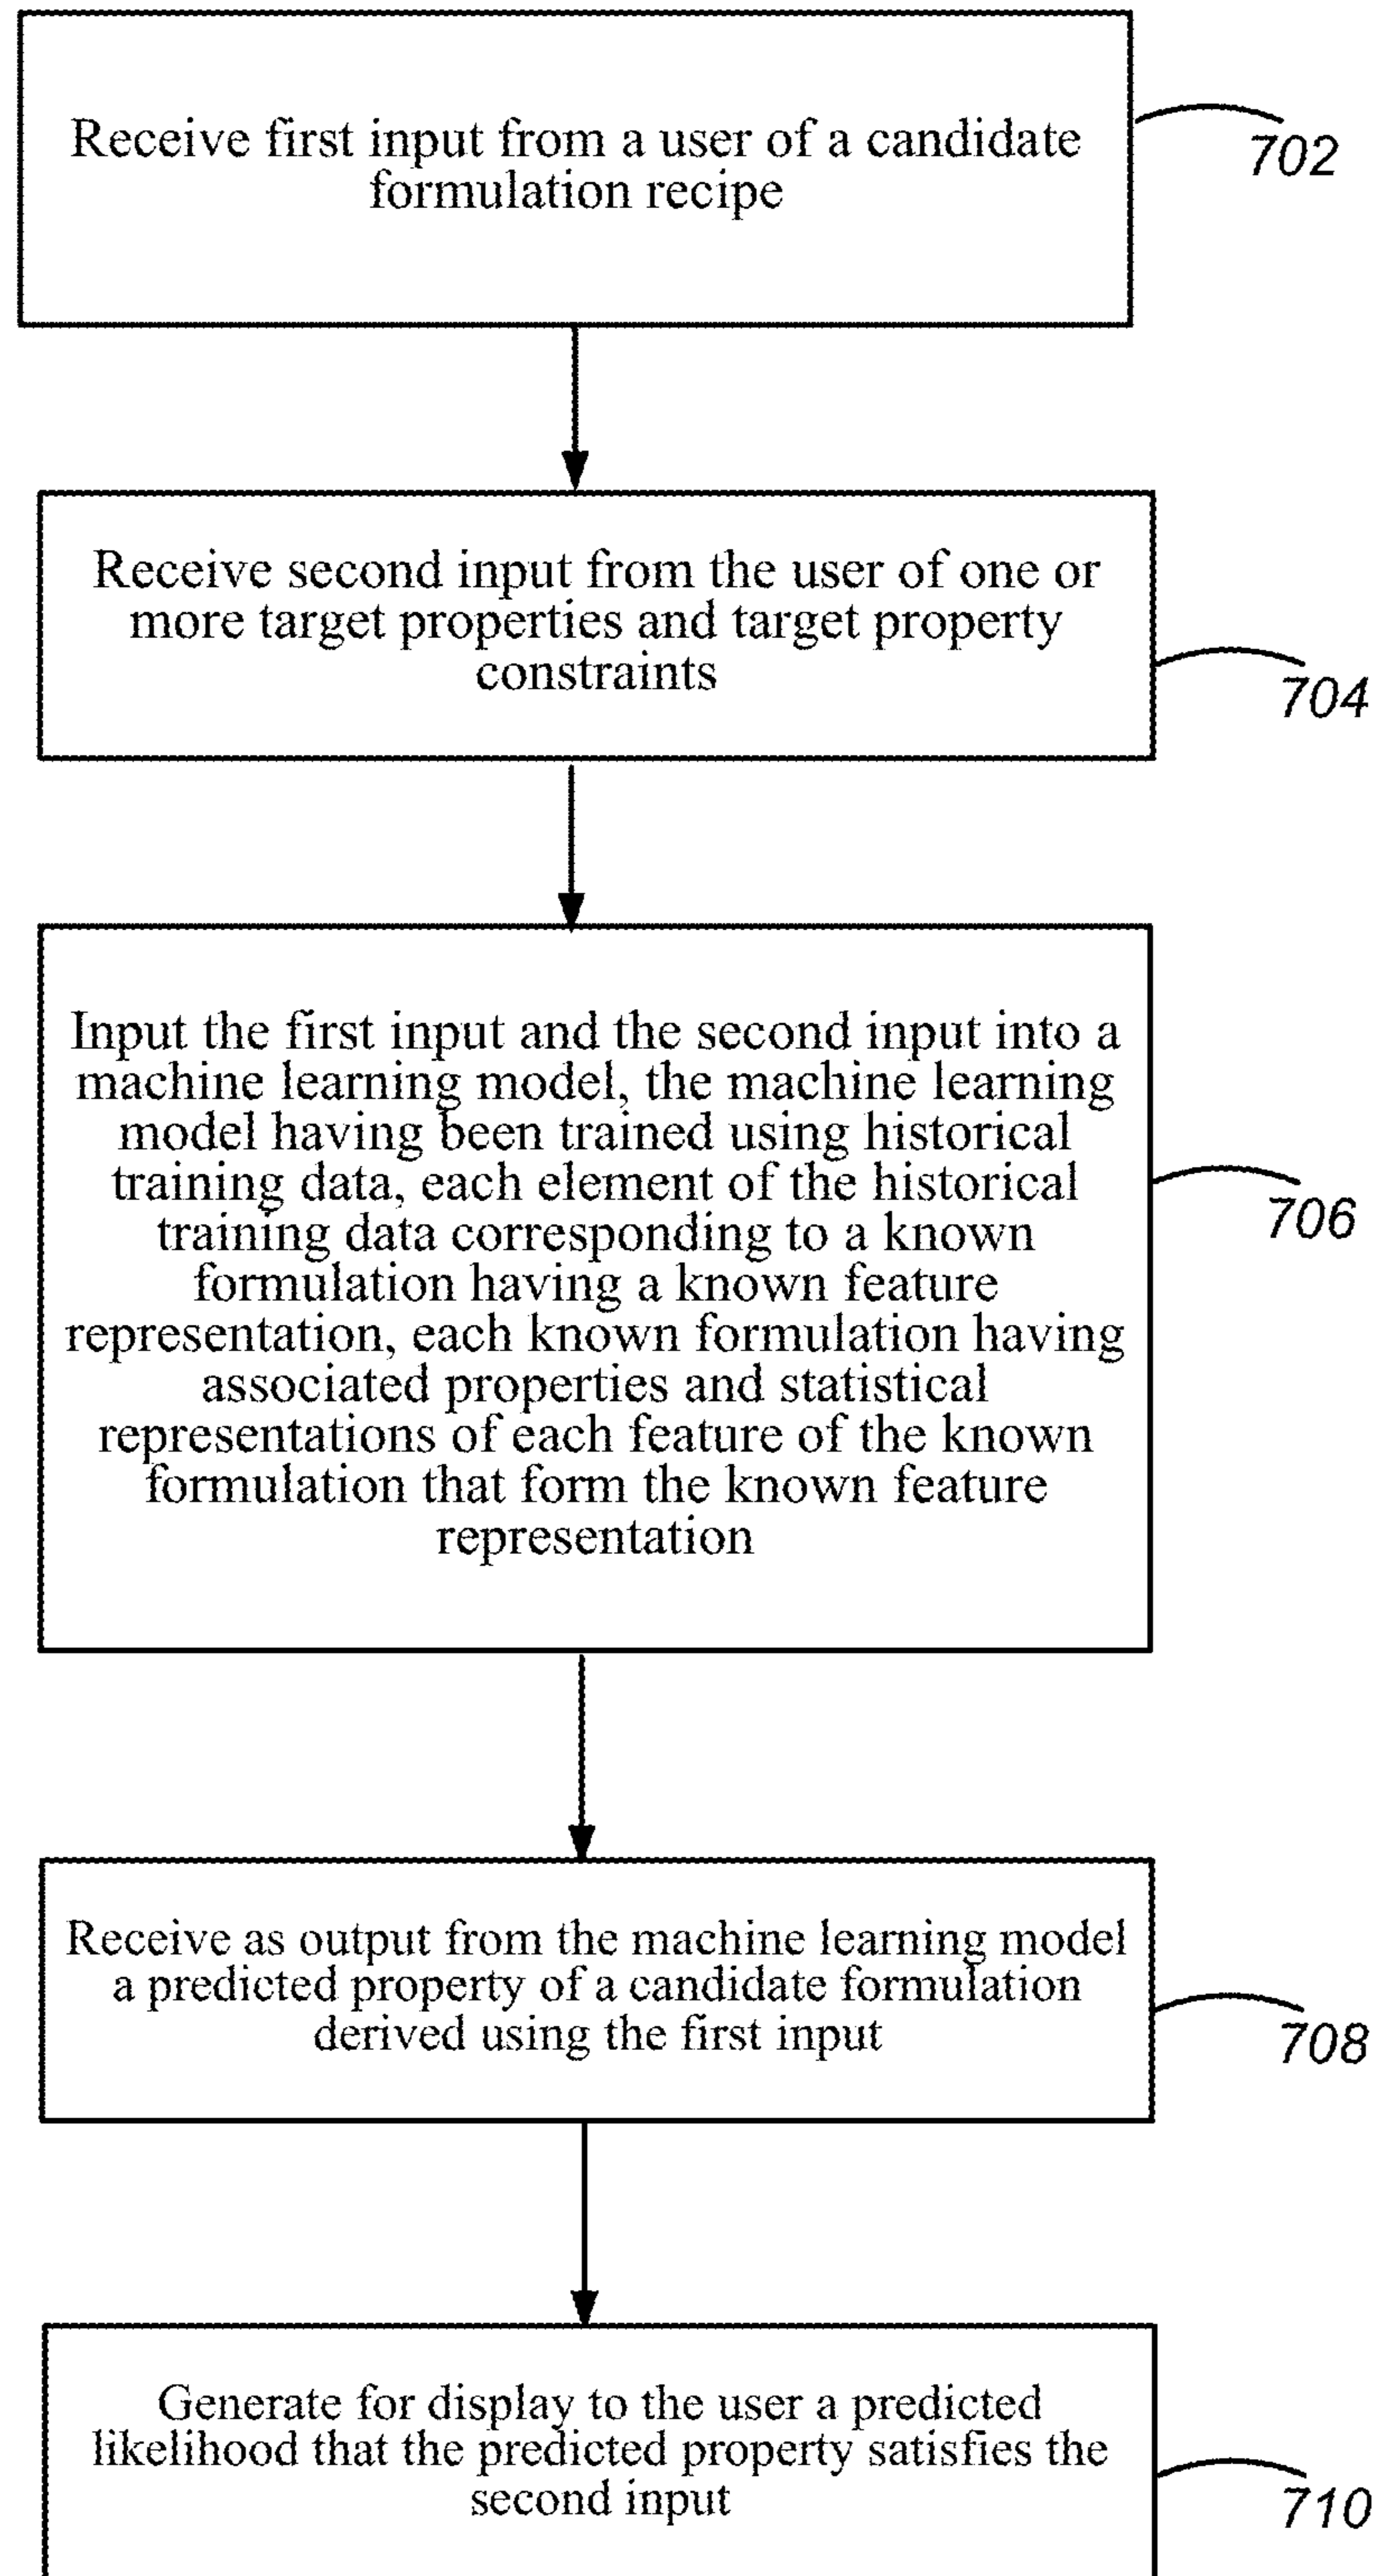 Receive first input from a user of a candidate
formulation recipe
702
Receive second input from the user of one or
more target properties and target property
constraints
704
Input the first input and the second input into a
machine learning model, the machine learning
model having been trained using historical
training data, each element of the historical
training data corresponding to a known
formulation having a known feature
representation, each known formulation having
associated properties and statistical
representations of each feature of the known
formulation that form the known feature
representation
706
Receive as output from the machine learning model
a predicted property of a candidate formulation
derived using the first input
708
Generate for display to the user a predicted
likelihood that the predicted property satisfies the
second input
710